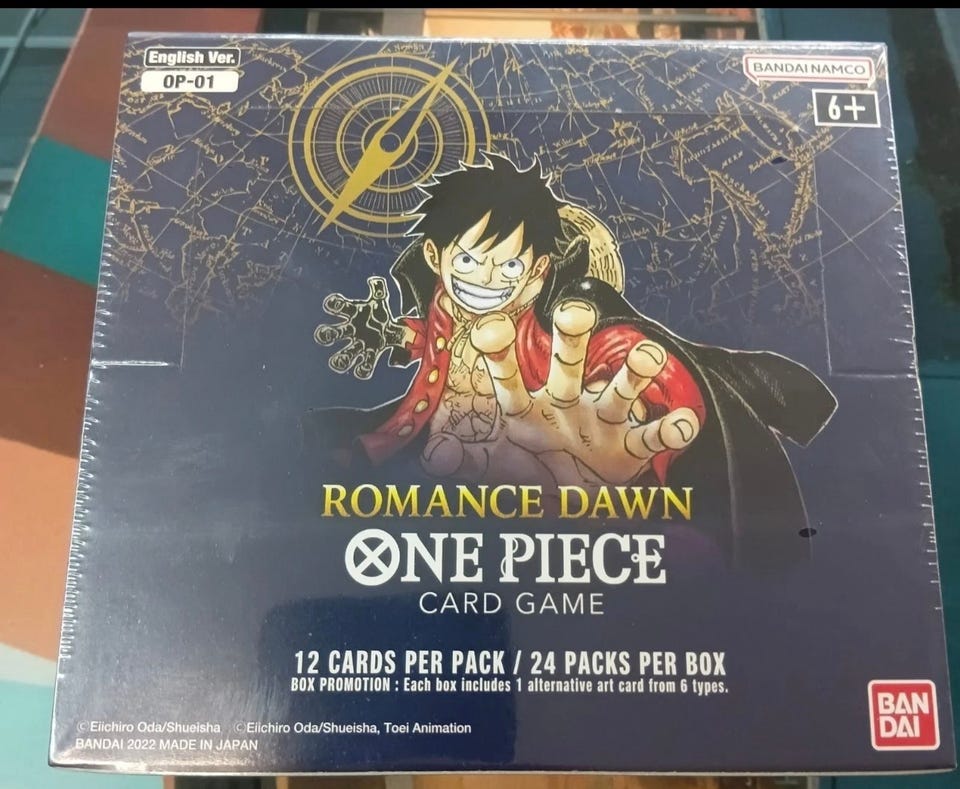 English Ver.
OP-01
BANDAI NAMCO
6+
ROMANCE DAWN
ONE PIECE
CARD GAME
12 CARDS PER PACK / 24 PACKS PER BOX
BOX PROMOTION : Each box includes 1 alternative art card from 6 types.
©Eiichiro Oda/Shueisha ©Eiichiro Oda/Shueisha, Toei Animation
BANDAI 2022 MADE IN JAPAN
BAN
DAI